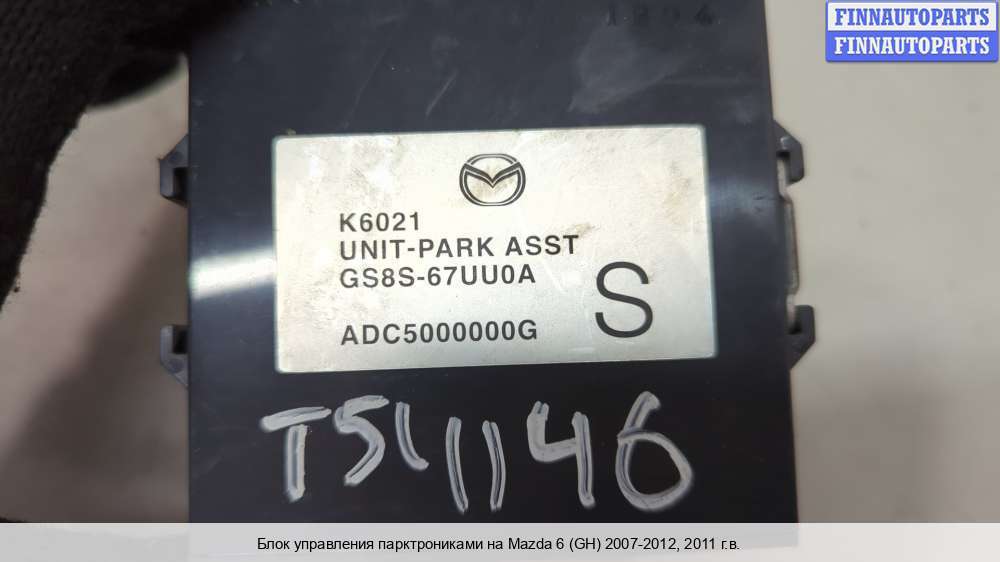 FINNAUTOPARTS
FINNAUTOPARTS
K6021
UNIT-PARK ASST
GS8S-67UU0A
S
ADC5000000G
T511146
Блок управления парктрониками на Mazda 6 (GH) 2007-2012, 2011 г.в.